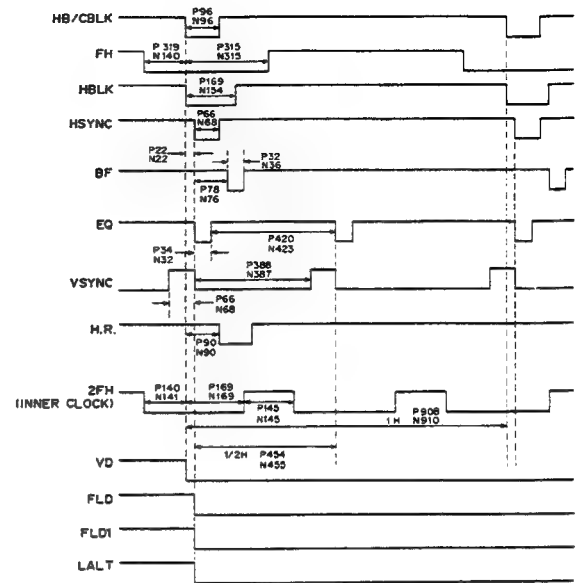 HB/CBLK
P96
N96
FH
P319 P315
N140 N315
HBLK
P169
N154
HSYNC
P66
N68
P22
N22
BF
P32
N36
P78
N76
EQ
P420
N423
P34
N32
P388
N387
VSYNC
P66
N68
H.R.
P90
N90
2FH
(INNER CLOCK)
P140 P169
N141 N169
P145
N145
1H P908
N910
1/2H P454
N455
VD
FLD
FLD1
LALT